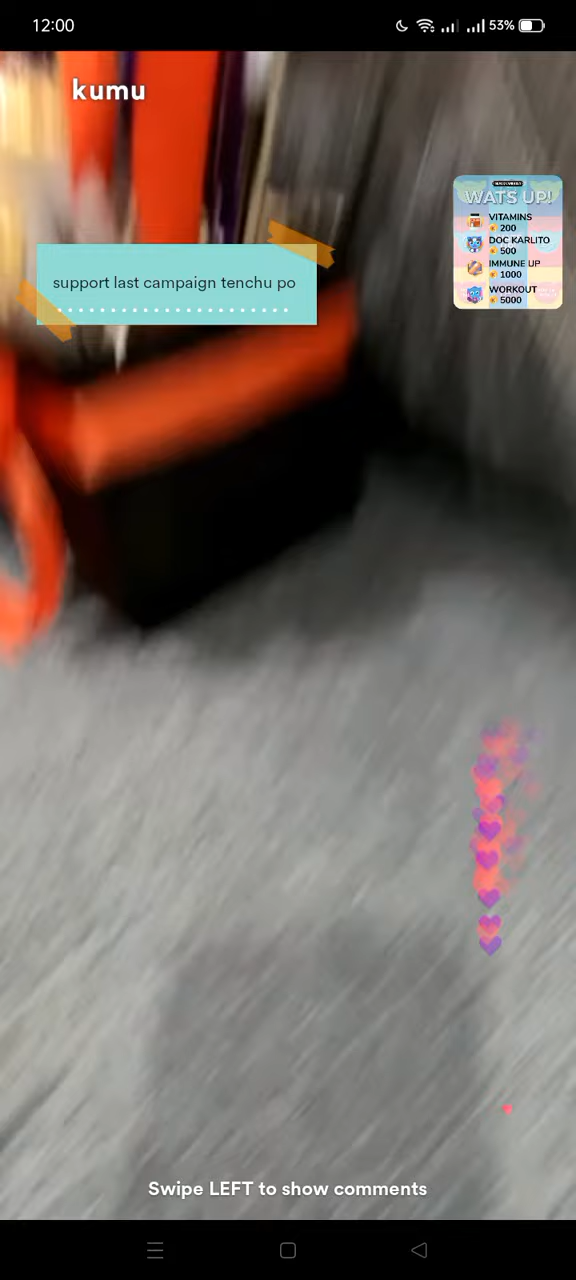 12:00
53%
kumu
WATS UP!
VITAMINS
200
DOC KARLITO
500
IMMUNE UP
1000
WORKOUT
5000
support last campaign tenchu po
Swipe LEFT to show comments